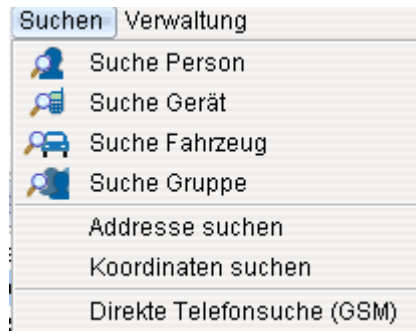 Suchen Verwaltung
Suche Person
Suche Gerät
Suche Fahrzeug
Suche Gruppe
Addresse suchen
Koordinaten suchen
Direkte Telefonsuche (GSM)